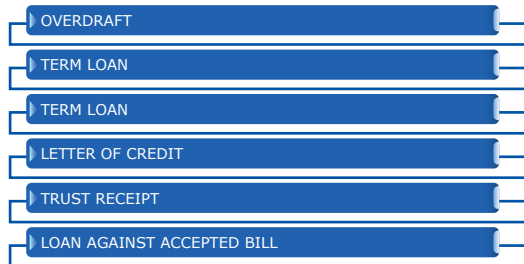 OVERDRAFT
TERM LOAN
TERM LOAN
LETTER OF CREDIT
TRUST RECEIPT
LOAN AGAINST ACCEPTED BILL